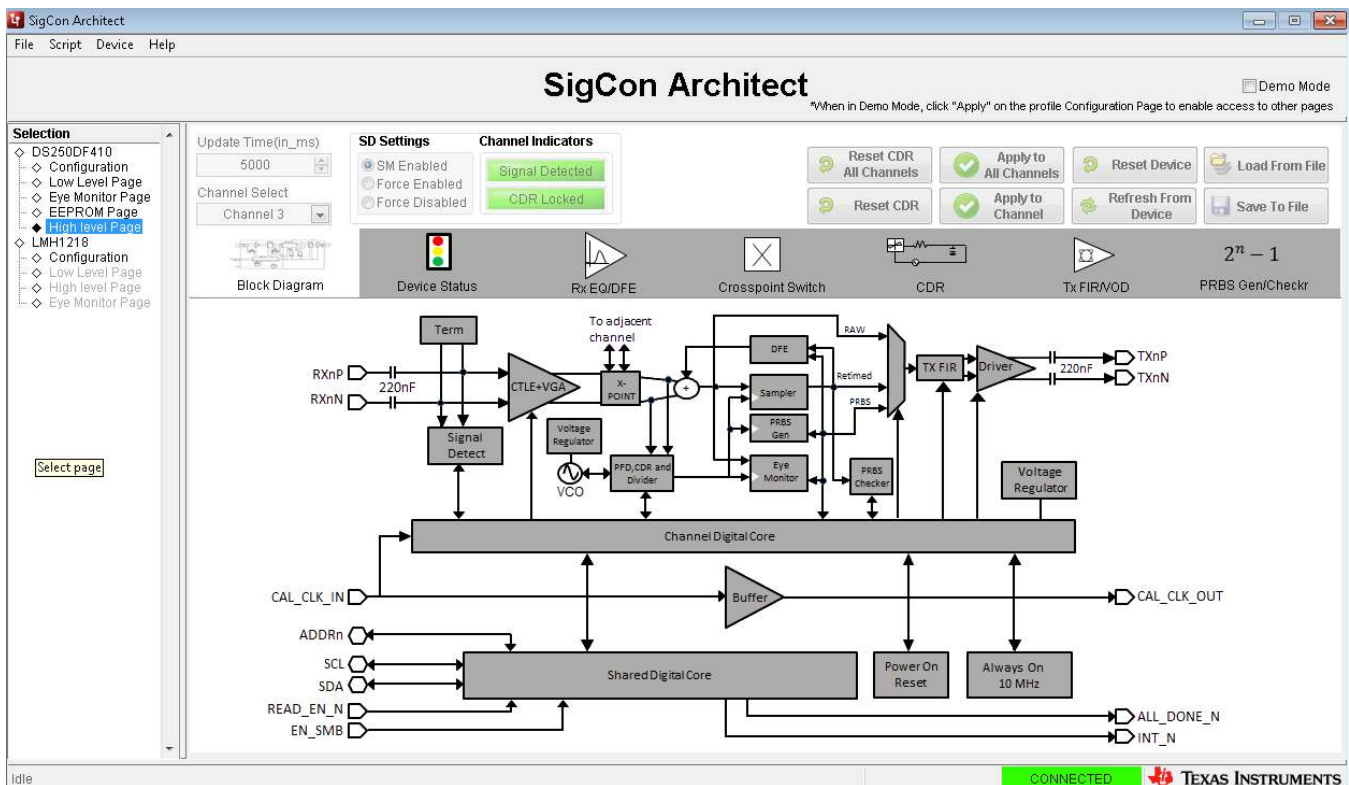 SigCon Architect
File Script Device Help
SigCon Architect
Demo Mode
*When in Demo Mode, click "Apply" on the profile Configuration Page to enable access to other pages
Selection
DS250DF410
Configuration
Low Level Page
Eye Monitor Page
EEPROM Page
High level Page
LMH1218
Configuration
Low Level Page
High level Page
Eye Monitor Page
Select page
Update Time(in_ms)
5000
Channel Select
Channel 3
SD Settings
SM Enabled
Force Enabled
Force Disabled
Channel Indicators
Signal Detected
CDR Locked
Reset CDR
All Channels
Apply to
All Channels
Reset Device
Load From File
Reset CDR
Apply to
Channel
Refresh From
Device
Save To File
Block Diagram
Device Status
Rx EQ/DFE
Crosspoint Switch
CDR
Tx FIR/VOD
2ⁿ − 1
PRBS Gen/Checkr
Term
To adjacent
channel
RAW
DFE
RXnP
220nF
RXnN
CTLE+VGA
X-
POINT
+
Sampler
Retimed
PRBS
TX FIR
Driver
220nF
TXnP
TXnN
Signal
Detect
Voltage
Regulator
VCO
PFD,CDR and
Divider
PRBS
Gen
Eye
Monitor
PRBS
Checker
Voltage
Regulator
Channel Digital Core
CAL_CLK_IN
Buffer
CAL_CLK_OUT
ADDRn
SCL
SDA
READ_EN_N
EN_SMB
Shared Digital Core
Power On
Reset
Always On
10 MHz
ALL_DONE_N
INT_N
Idle
CONNECTED
TEXAS INSTRUMENTS